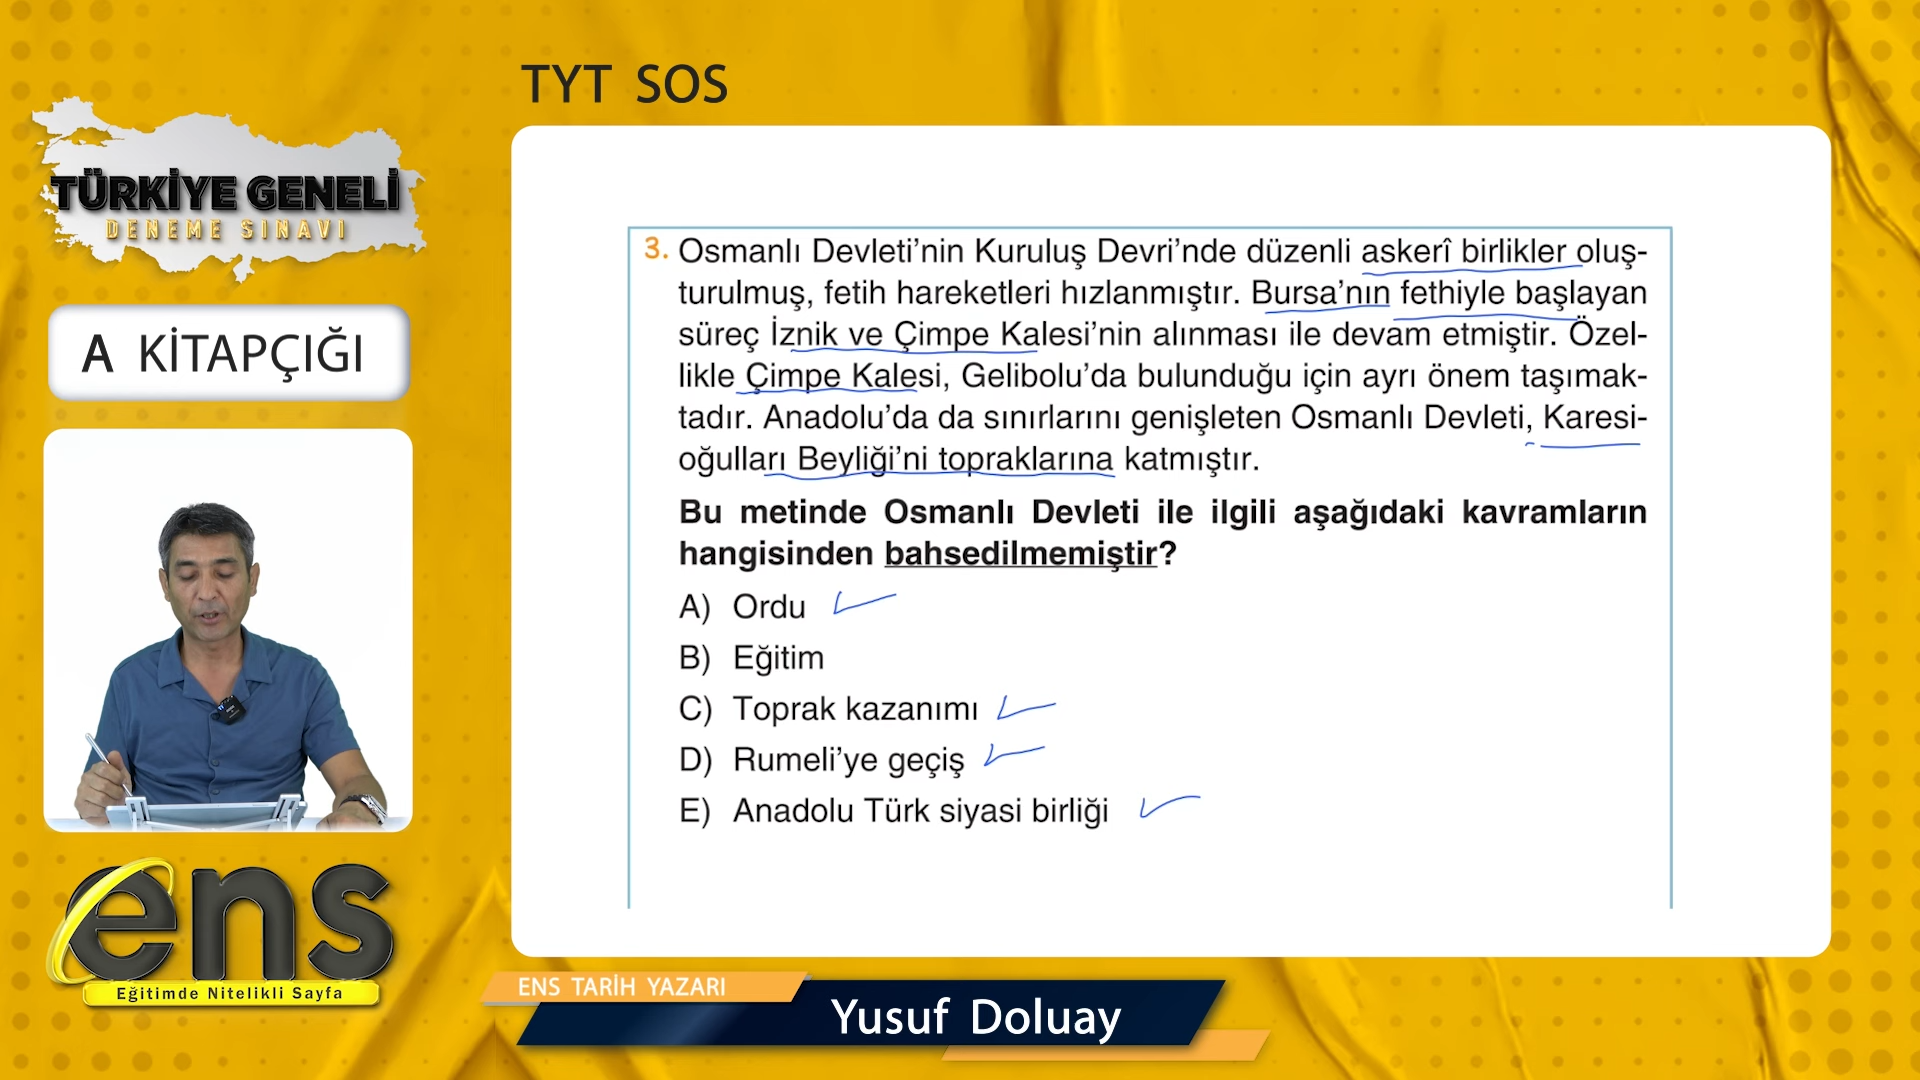 TYT SOS
TÜRKİYE GENELİ
DENEME SINAVI
A KİTAPÇIĞI
3. Osmanlı Devleti’nin Kuruluş Devri’nde düzenli askerî birlikler oluş-
turulmuş, fetih hareketleri hızlanmıştır. Bursa’nın fethiyle başlayan
süreç İznik ve Çimpe Kalesi’nin alınması ile devam etmiştir. Özel-
likle Çimpe Kalesi, Gelibolu’da bulunduğu için ayrı önem taşımak-
tadır. Anadolu’da da sınırlarını genişleten Osmanlı Devleti, Karesi-
oğulları Beyliği’ni topraklarına katmıştır.
Bu metinde Osmanlı Devleti ile ilgili aşağıdaki kavramların
hangisinden bahsedilmemiştir?
A) Ordu
B) Eğitim
C) Toprak kazanımı
D) Rumeli’ye geçiş
E) Anadolu Türk siyasi birliği
ens
Eğitimde Nitelikli Sayfa
ENS TARİH YAZARI
Yusuf Doluay